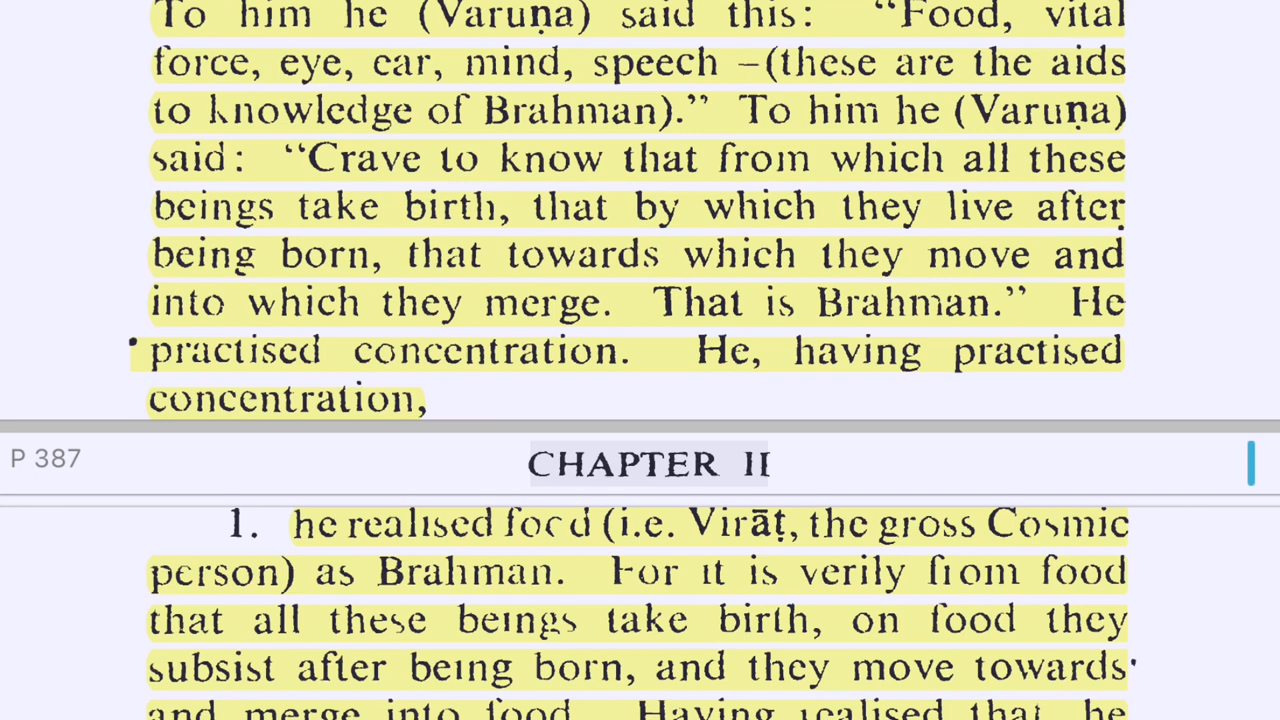 To him he (Varuṇa) said this: “Food, vital
force, eye, ear, mind, speech –(these are the aids
to knowledge of Brahman).” To him he (Varuṇa)
said: “Crave to know that from which all these
beings take birth, that by which they live after
being born, that towards which they move and
into which they merge. That is Brahman.” He
practised concentration. He, having practised
concentration,
P 387
CHAPTER II
1. he realised food (i.e. Virāṭ, the gross Cosmic
person) as Brahman. For it is verily from food
that all these beings take birth, on food they
subsist after being born, and they move towards
and merge into food. Having realised that, he